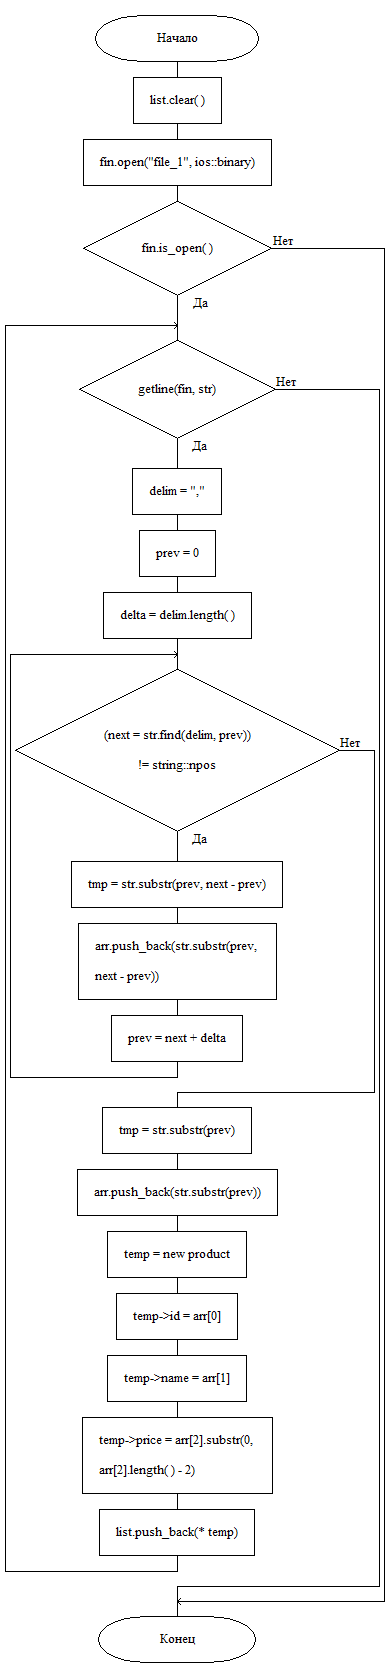 Начало
list.clear( )
fin.open("file_1", ios::binary)
fin.is_open( )
Нет
Да
getline(fin, str)
Нет
Да
delim = ","
prev = 0
delta = delim.length( )
(next = str.find(delim, prev))
!= string::npos
Нет
Да
tmp = str.substr(prev, next - prev)
arr.push_back(str.substr(prev,
next - prev))
prev = next + delta
tmp = str.substr(prev)
arr.push_back(str.substr(prev))
temp = new product
temp->id = arr[0]
temp->name = arr[1]
temp->price = arr[2].substr(0,
arr[2].length( ) - 2)
list.push_back(* temp)
Конец